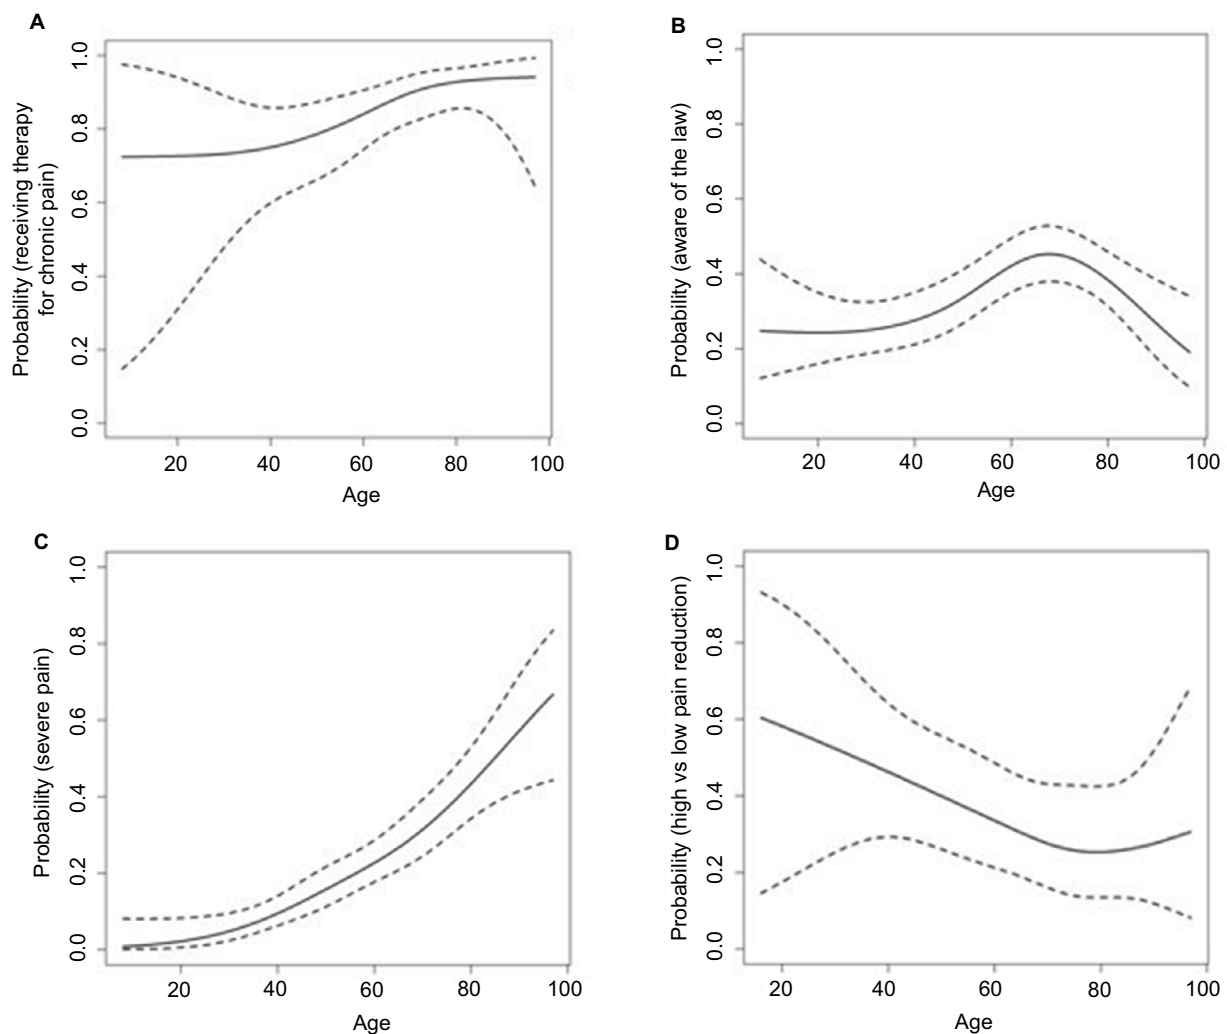 A
Probability (receiving therapy
for chronic pain)
1.0
0.8
0.6
0.4
0.2
0.0
20 40 60 80 100
Age
B
Probability (aware of the law)
1.0
0.8
0.6
0.4
0.2
0.0
20 40 60 80 100
Age
C
Probability (severe pain)
1.0
0.8
0.6
0.4
0.2
0.0
20 40 60 80 100
Age
D
Probability (high vs low pain reduction)
1.0
0.8
0.6
0.4
0.2
0.0
20 40 60 80 100
Age